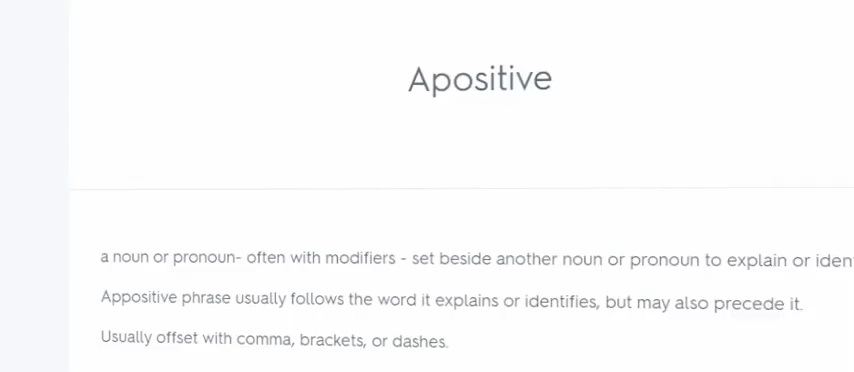 Apositive
a noun or pronoun- often with modifiers - set beside another noun or pronoun to explain or iden
Appositive phrase usually follows the word it explains or identifies, but may also precede it.
Usually offset with comma, brackets, or dashes.